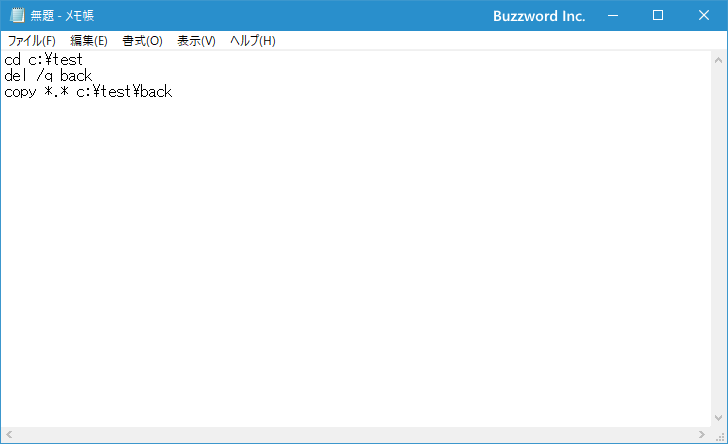 無題 - メモ帳
Buzzword Inc.
ファイル(F) 編集(E) 書式(O) 表示(V) ヘルプ(H)
cd c:¥test
del /q back
copy *.* c:¥test¥back